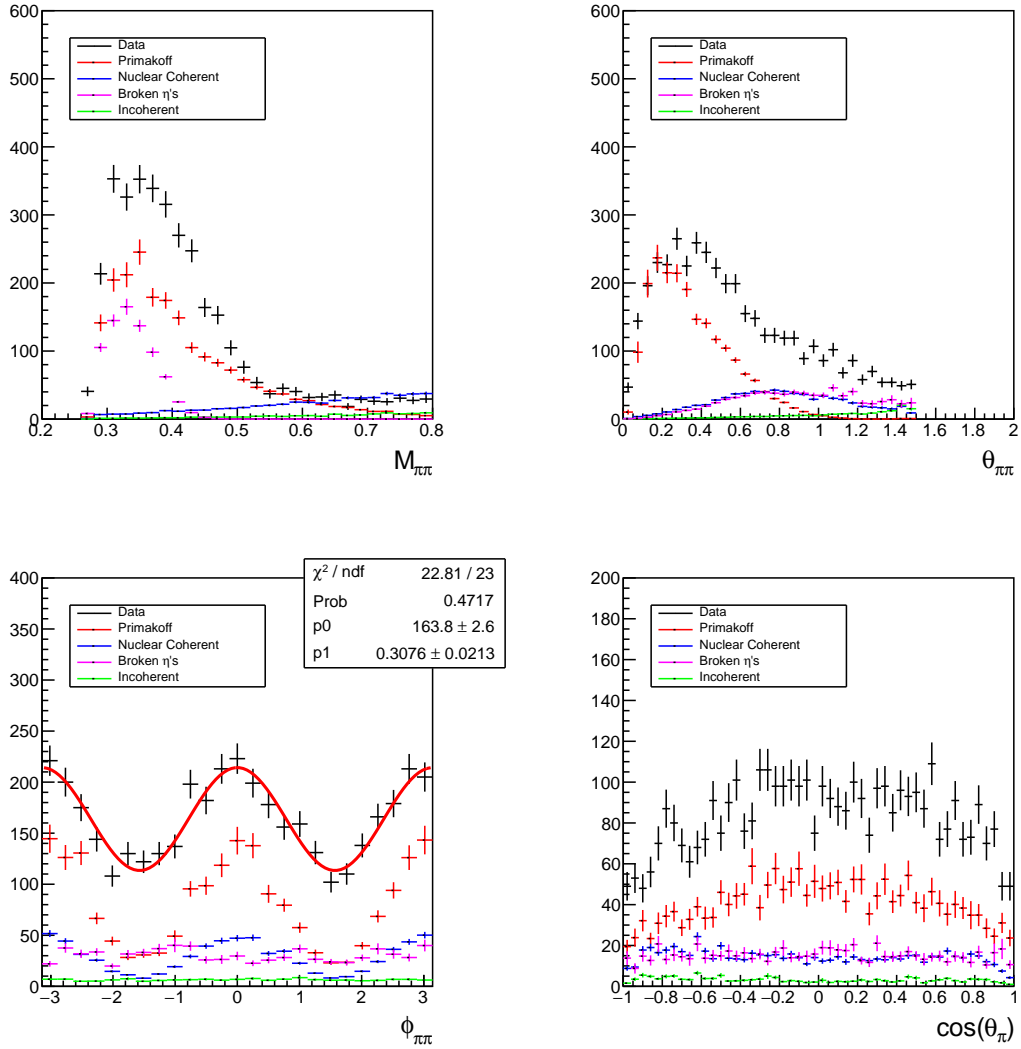 600
500
400
300
200
100
0
Data
Primakoff
Nuclear Coherent
Broken η's
Incoherent
0.2 0.3 0.4 0.5 0.6 0.7 0.8
M_ππ
600
500
400
300
200
100
0
Data
Primakoff
Nuclear Coherent
Broken η's
Incoherent
0 0.2 0.4 0.6 0.8 1 1.2 1.4 1.6 1.8 2
θ_ππ
400
350
300
250
200
150
100
50
0
Data
Primakoff
Nuclear Coherent
Broken η's
Incoherent
χ² / ndf 22.81 / 23
Prob 0.4717
p0 163.8 ± 2.6
p1 0.3076 ± 0.0213
−3 −2 −1 0 1 2 3
ϕ_ππ
200
180
160
140
120
100
80
60
40
20
0
Data
Primakoff
Nuclear Coherent
Broken η's
Incoherent
−1 −0.8 −0.6 −0.4 −0.2 0 0.2 0.4 0.6 0.8 1
cos(θ_π)